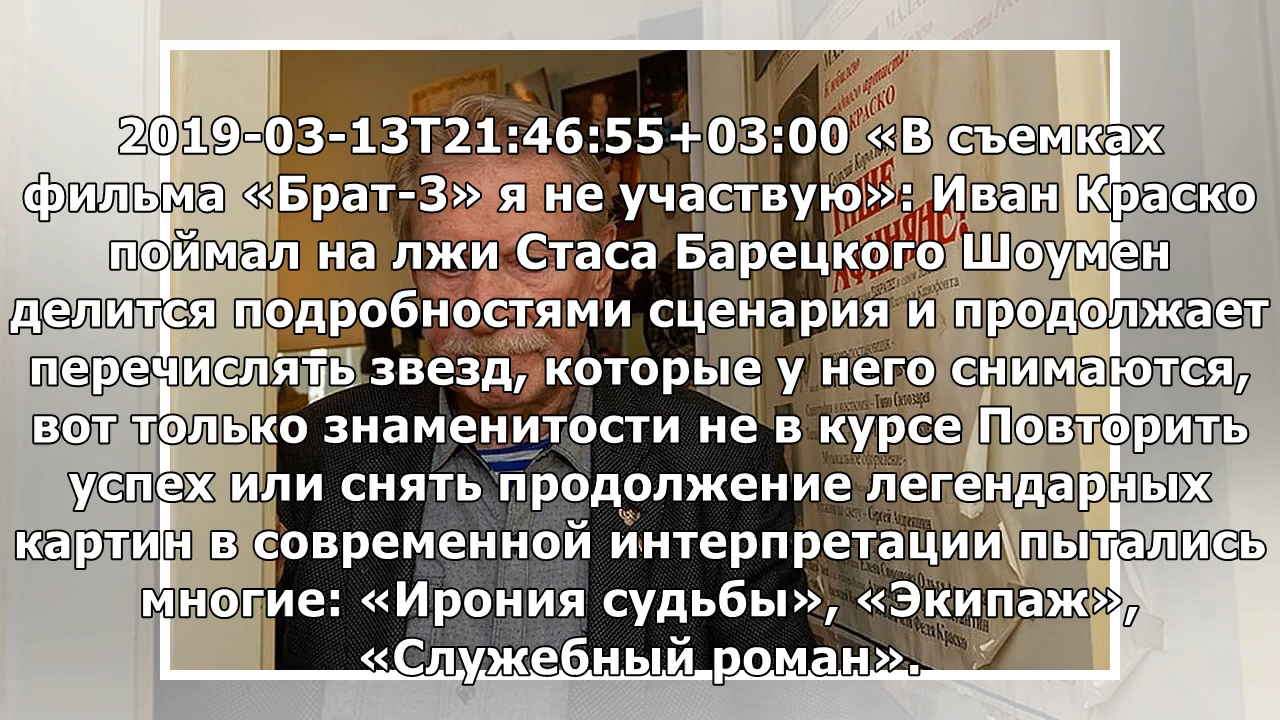 2019-03-13T21:46:55+03:00 «В съемках
фильма «Брат-3» я не участвую»: Иван Краско
поймал на лжи Стаса Барецкого Шоумен
делится подробностями сценария и продолжает
перечислять звезд, которые у него снимаются,
вот только знаменитости не в курсе Повторить
успех или снять продолжение легендарных
картин в современной интерпретации пытались
многие: «Ирония судьбы», «Экипаж»,
«Служебный роман».
КРАСКО